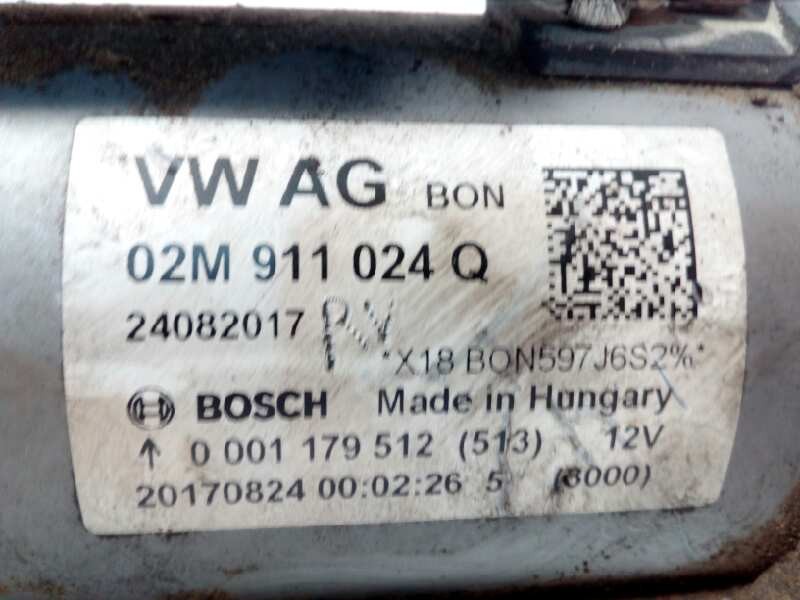 VW AG BON
02M 911 024 Q
24082017
*X18 BON597J6S2%*
BOSCH Made in Hungary
↑ 0 001 179 512 (513) 12V
20170824 00:02:26 5 (6000)